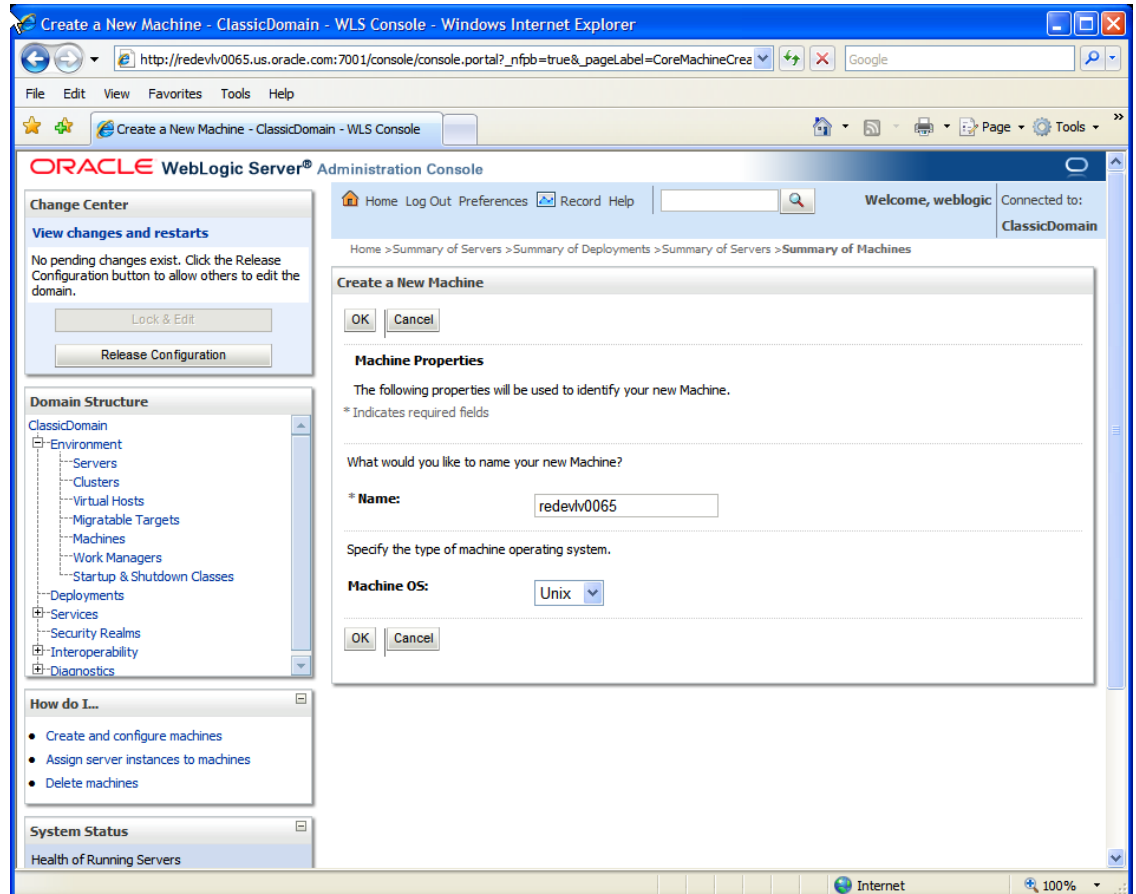 Create a New Machine - ClassicDomain - WLS Console - Windows Internet Explorer
http://redevlv0065.us.oracle.com:7001/console/console.portal?_nfpb=true&_pageLabel=CoreMachineCrea
Google
File Edit View Favorites Tools Help
Create a New Machine - ClassicDomain - WLS Console
Page Tools
ORACLE WebLogic Server® Administration Console
Change Center
View changes and restarts
No pending changes exist. Click the Release
Configuration button to allow others to edit the
domain.
Lock & Edit
Release Configuration
Domain Structure
ClassicDomain
Environment
Servers
Clusters
Virtual Hosts
Migratable Targets
Machines
Work Managers
Startup & Shutdown Classes
Deployments
Services
Security Realms
Interoperability
Diagnostics
How do I...
Create and configure machines
Assign server instances to machines
Delete machines
System Status
Health of Running Servers
Home Log Out Preferences Record Help
Welcome, weblogic
Connected to:
ClassicDomain
Home >Summary of Servers >Summary of Deployments >Summary of Servers >Summary of Machines
Create a New Machine
OK Cancel
Machine Properties
The following properties will be used to identify your new Machine.
* Indicates required fields
What would you like to name your new Machine?
* Name: redevlv0065
Specify the type of machine operating system.
Machine OS: Unix
OK Cancel
Internet 100%